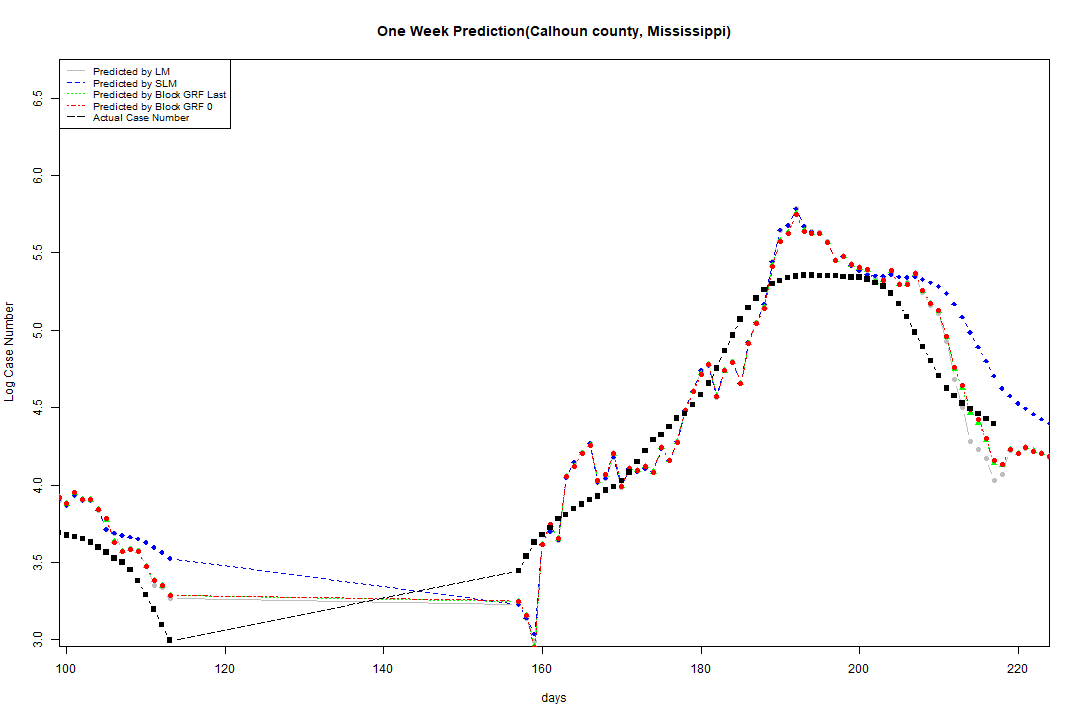 One Week Prediction(Calhoun county, Mississippi)
Predicted by LM
Predicted by SLM
Predicted by Block GRF Last
Predicted by Block GRF 0
Actual Case Number
6.5
6.0
5.5
5.0
4.5
4.0
3.5
3.0
Log Case Number
100 120 140 160 180 200 220
days